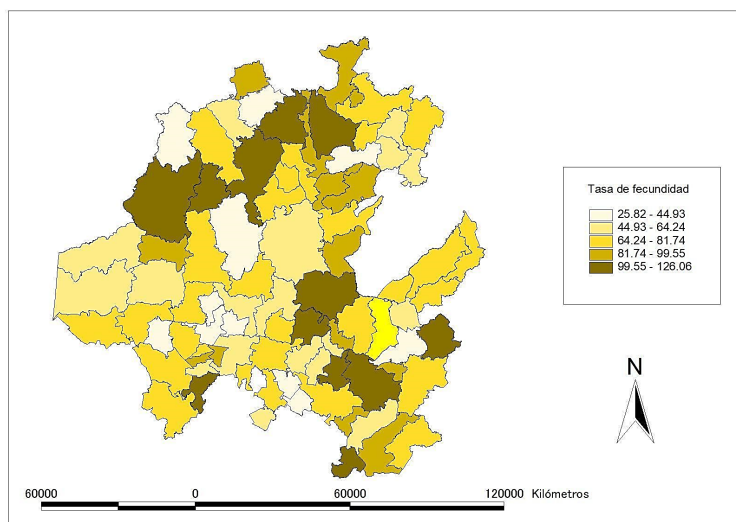 Tasa de fecundidad
25.82 - 44.93
44.93 - 64.24
64.24 - 81.74
81.74 - 99.55
99.55 - 126.06
N
60000 0 60000 120000 Kilómetros